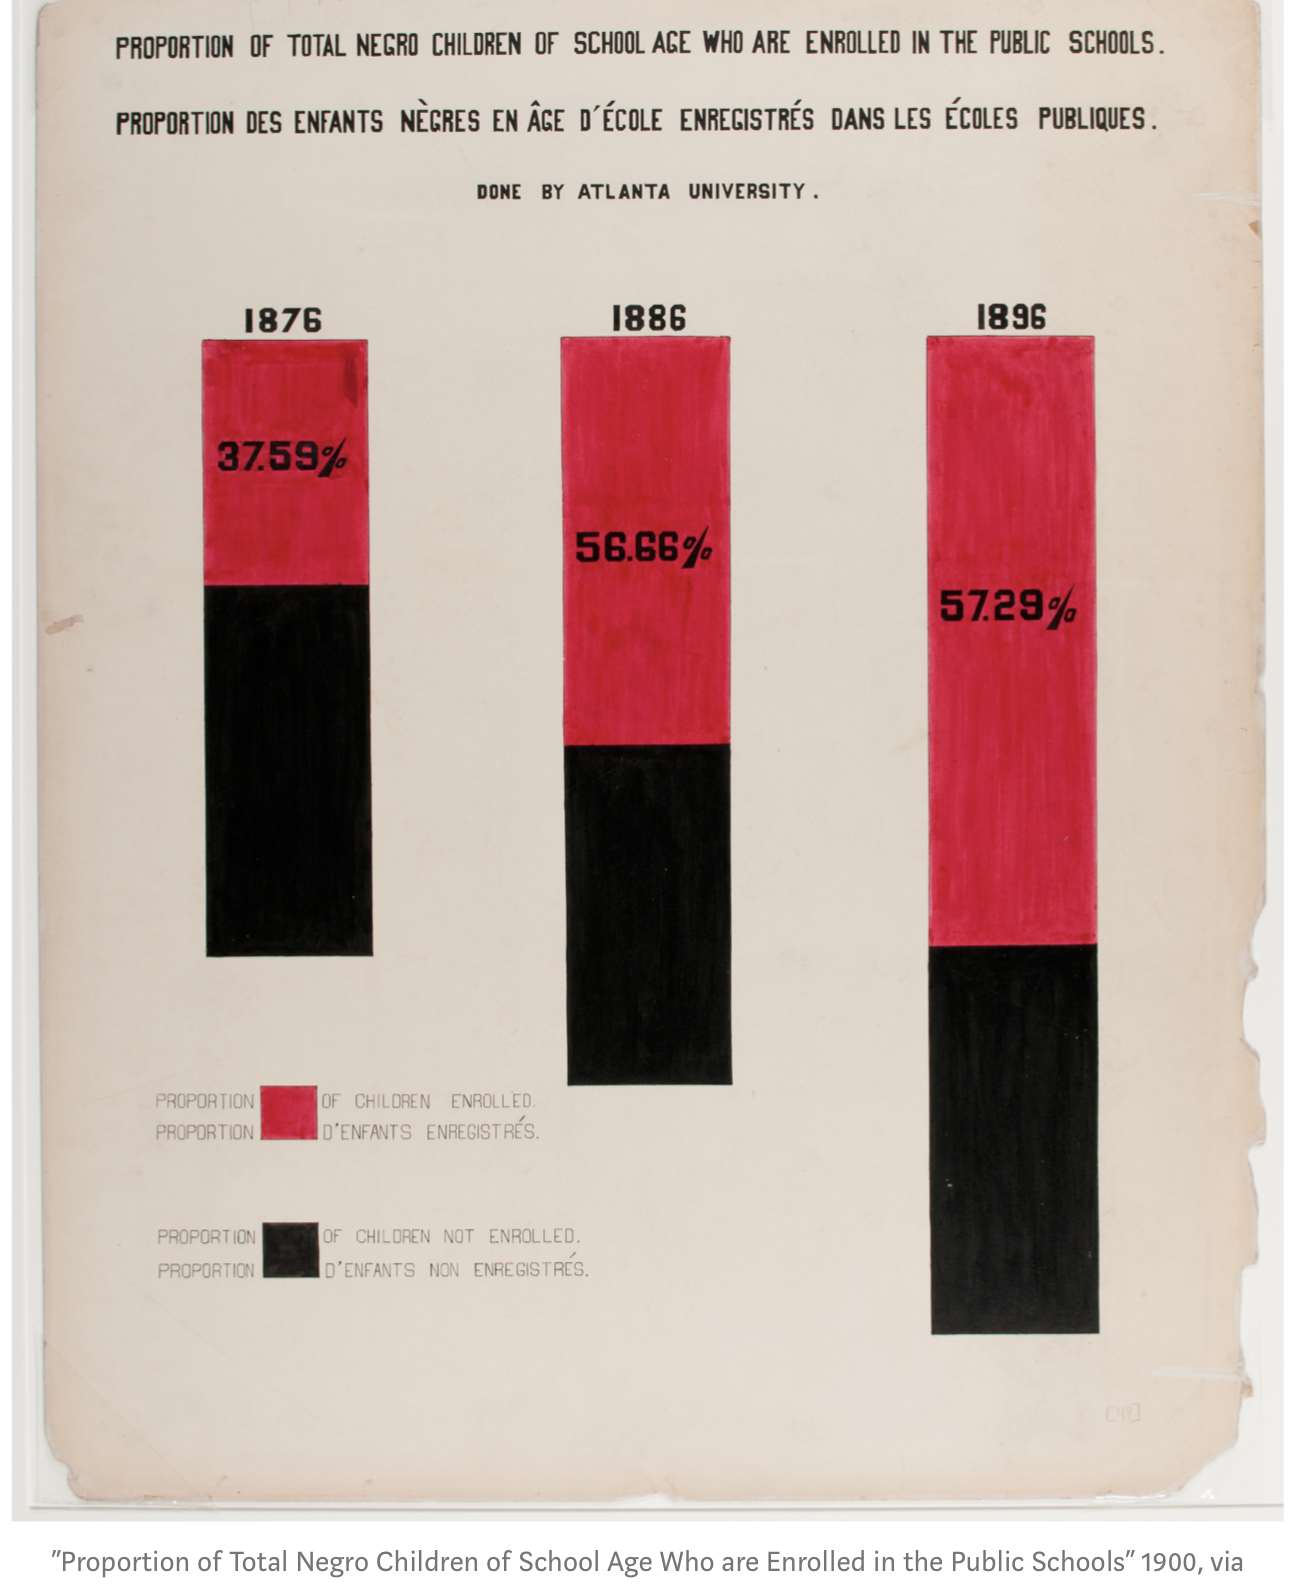 PROPORTION OF TOTAL NEGRO CHILDREN OF SCHOOL AGE WHO ARE ENROLLED IN THE PUBLIC SCHOOLS.
PROPORTION DES ENFANTS NÈGRES EN ÂGE D'ÉCOLE ENREGISTRÉS DANS LES ÉCOLES PUBLIQUES.
DONE BY ATLANTA UNIVERSITY.
1876
1886
1896
37.59%
56.66%
57.29%
PROPORTION OF CHILDREN ENROLLED.
PROPORTION D'ENFANTS ENREGISTRÉS.
PROPORTION OF CHILDREN NOT ENROLLED.
PROPORTION D'ENFANTS NON ENREGISTRÉS.
"Proportion of Total Negro Children of School Age Who are Enrolled in the Public Schools" 1900, via